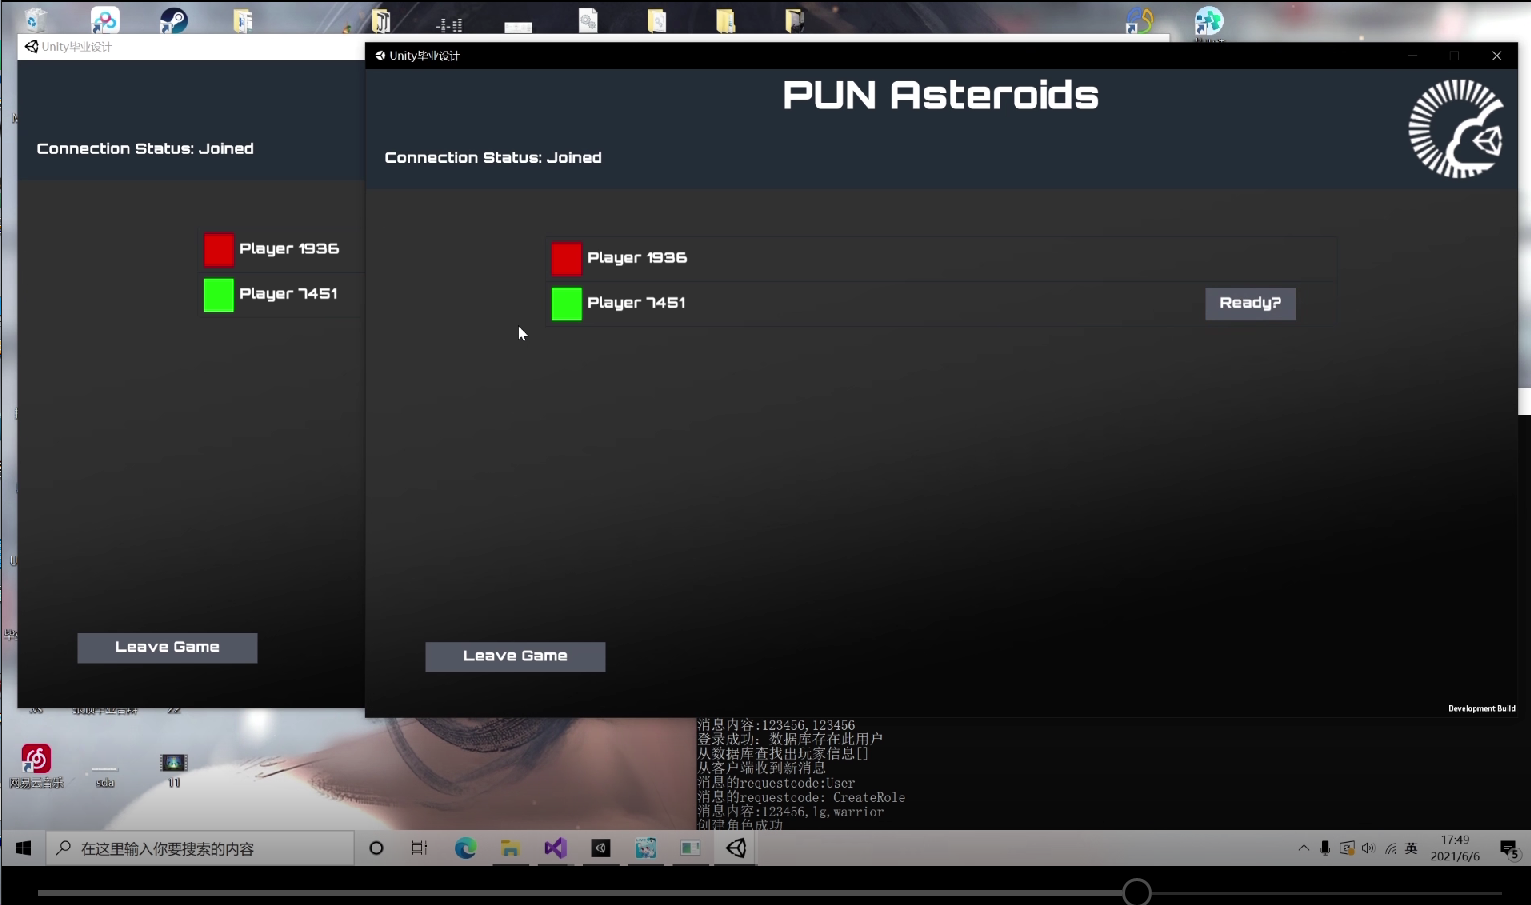 Unity毕业设计
Unity毕业设计
PUN Asteroids
Connection Status: Joined
Connection Status: Joined
Player 1936
Player 7451
Player 1936
Player 7451
Ready?
Leave Game
Leave Game
Development Build
消息内容:123456,123456
登录成功: 数据库存在此用户
从数据库查找出玩家信息[]
从客户端收到新消息
消息的requestcode:User
消息的requestcode: CreateRole
消息内容:123456,lg,warrior
创建角色成功
网易云音乐
sda
11
在这里输入你要搜索的内容
英
17:49
2021/6/6
5